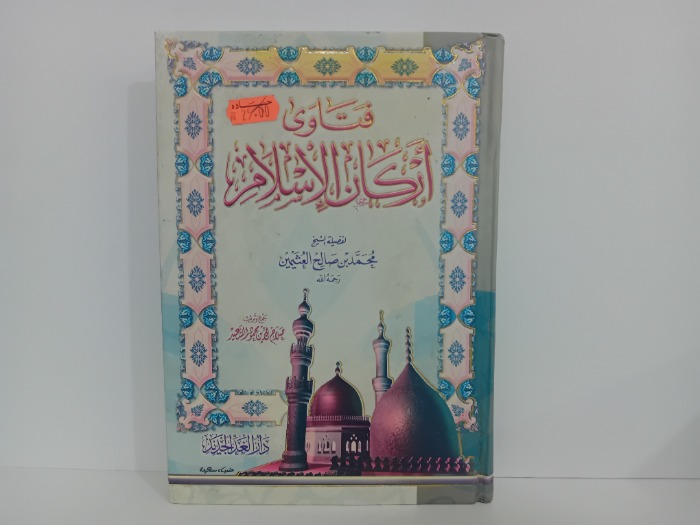 فتاوى
أركان الإسلام
لفضيلة الشيخ
محمد بن صالح العثيمين
رحمه الله
دار الغد الجديد